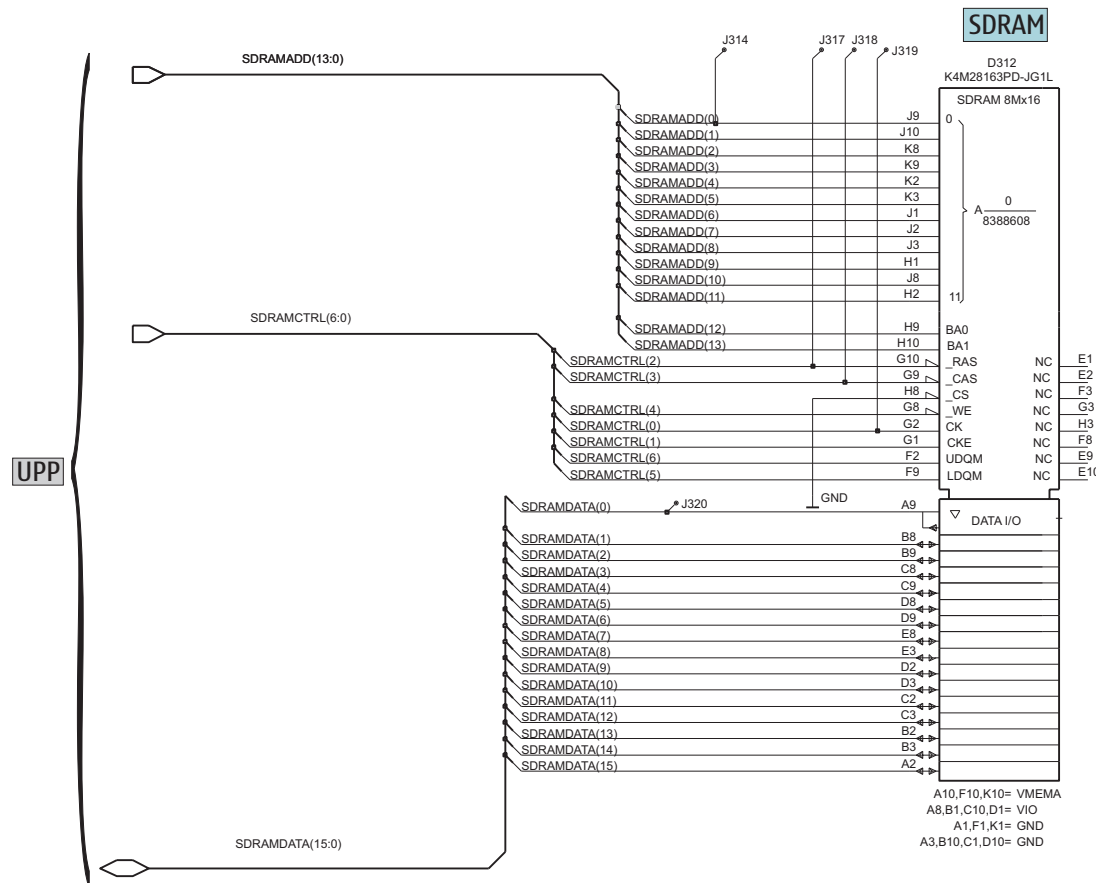 SDRAM
J314
J317
J318
J319
D312
K4M28163PD-JG1L
SDRAM 8Mx16
SDRAMADD(13:0)
SDRAMADD(0) J9 0
SDRAMADD(1) J10
SDRAMADD(2) K8
SDRAMADD(3) K9
SDRAMADD(4) K2
SDRAMADD(5) K3
SDRAMADD(6) J1
A 0
8388608
SDRAMADD(7) J2
SDRAMADD(8) J3
SDRAMADD(9) H1
SDRAMADD(10) J8
SDRAMADD(11) H2 11
SDRAMCTRL(6:0)
SDRAMADD(12) H9 BA0
SDRAMADD(13) H10 BA1
SDRAMCTRL(2) G10 _RAS NC E1
SDRAMCTRL(3) G9 _CAS NC E2
H8 _CS NC F3
SDRAMCTRL(4) G8 _WE NC G3
SDRAMCTRL(0) G2 CK NC H3
SDRAMCTRL(1) G1 CKE NC F8
SDRAMCTRL(6) F2 UDQM NC E9
SDRAMCTRL(5) F9 LDQM NC E10
UPP
GND
SDRAMDATA(0) J320 A9 DATA I/O
SDRAMDATA(1) B8
SDRAMDATA(2) B9
SDRAMDATA(3) C8
SDRAMDATA(4) C9
SDRAMDATA(5) D8
SDRAMDATA(6) D9
SDRAMDATA(7) E8
SDRAMDATA(8) E3
SDRAMDATA(9) D2
SDRAMDATA(10) D3
SDRAMDATA(11) C2
SDRAMDATA(12) C3
SDRAMDATA(13) B2
SDRAMDATA(14) B3
SDRAMDATA(15) A2
A10,F10,K10= VMEMA
A8,B1,C10,D1= VIO
A1,F1,K1= GND
A3,B10,C1,D10= GND
SDRAMDATA(15:0)